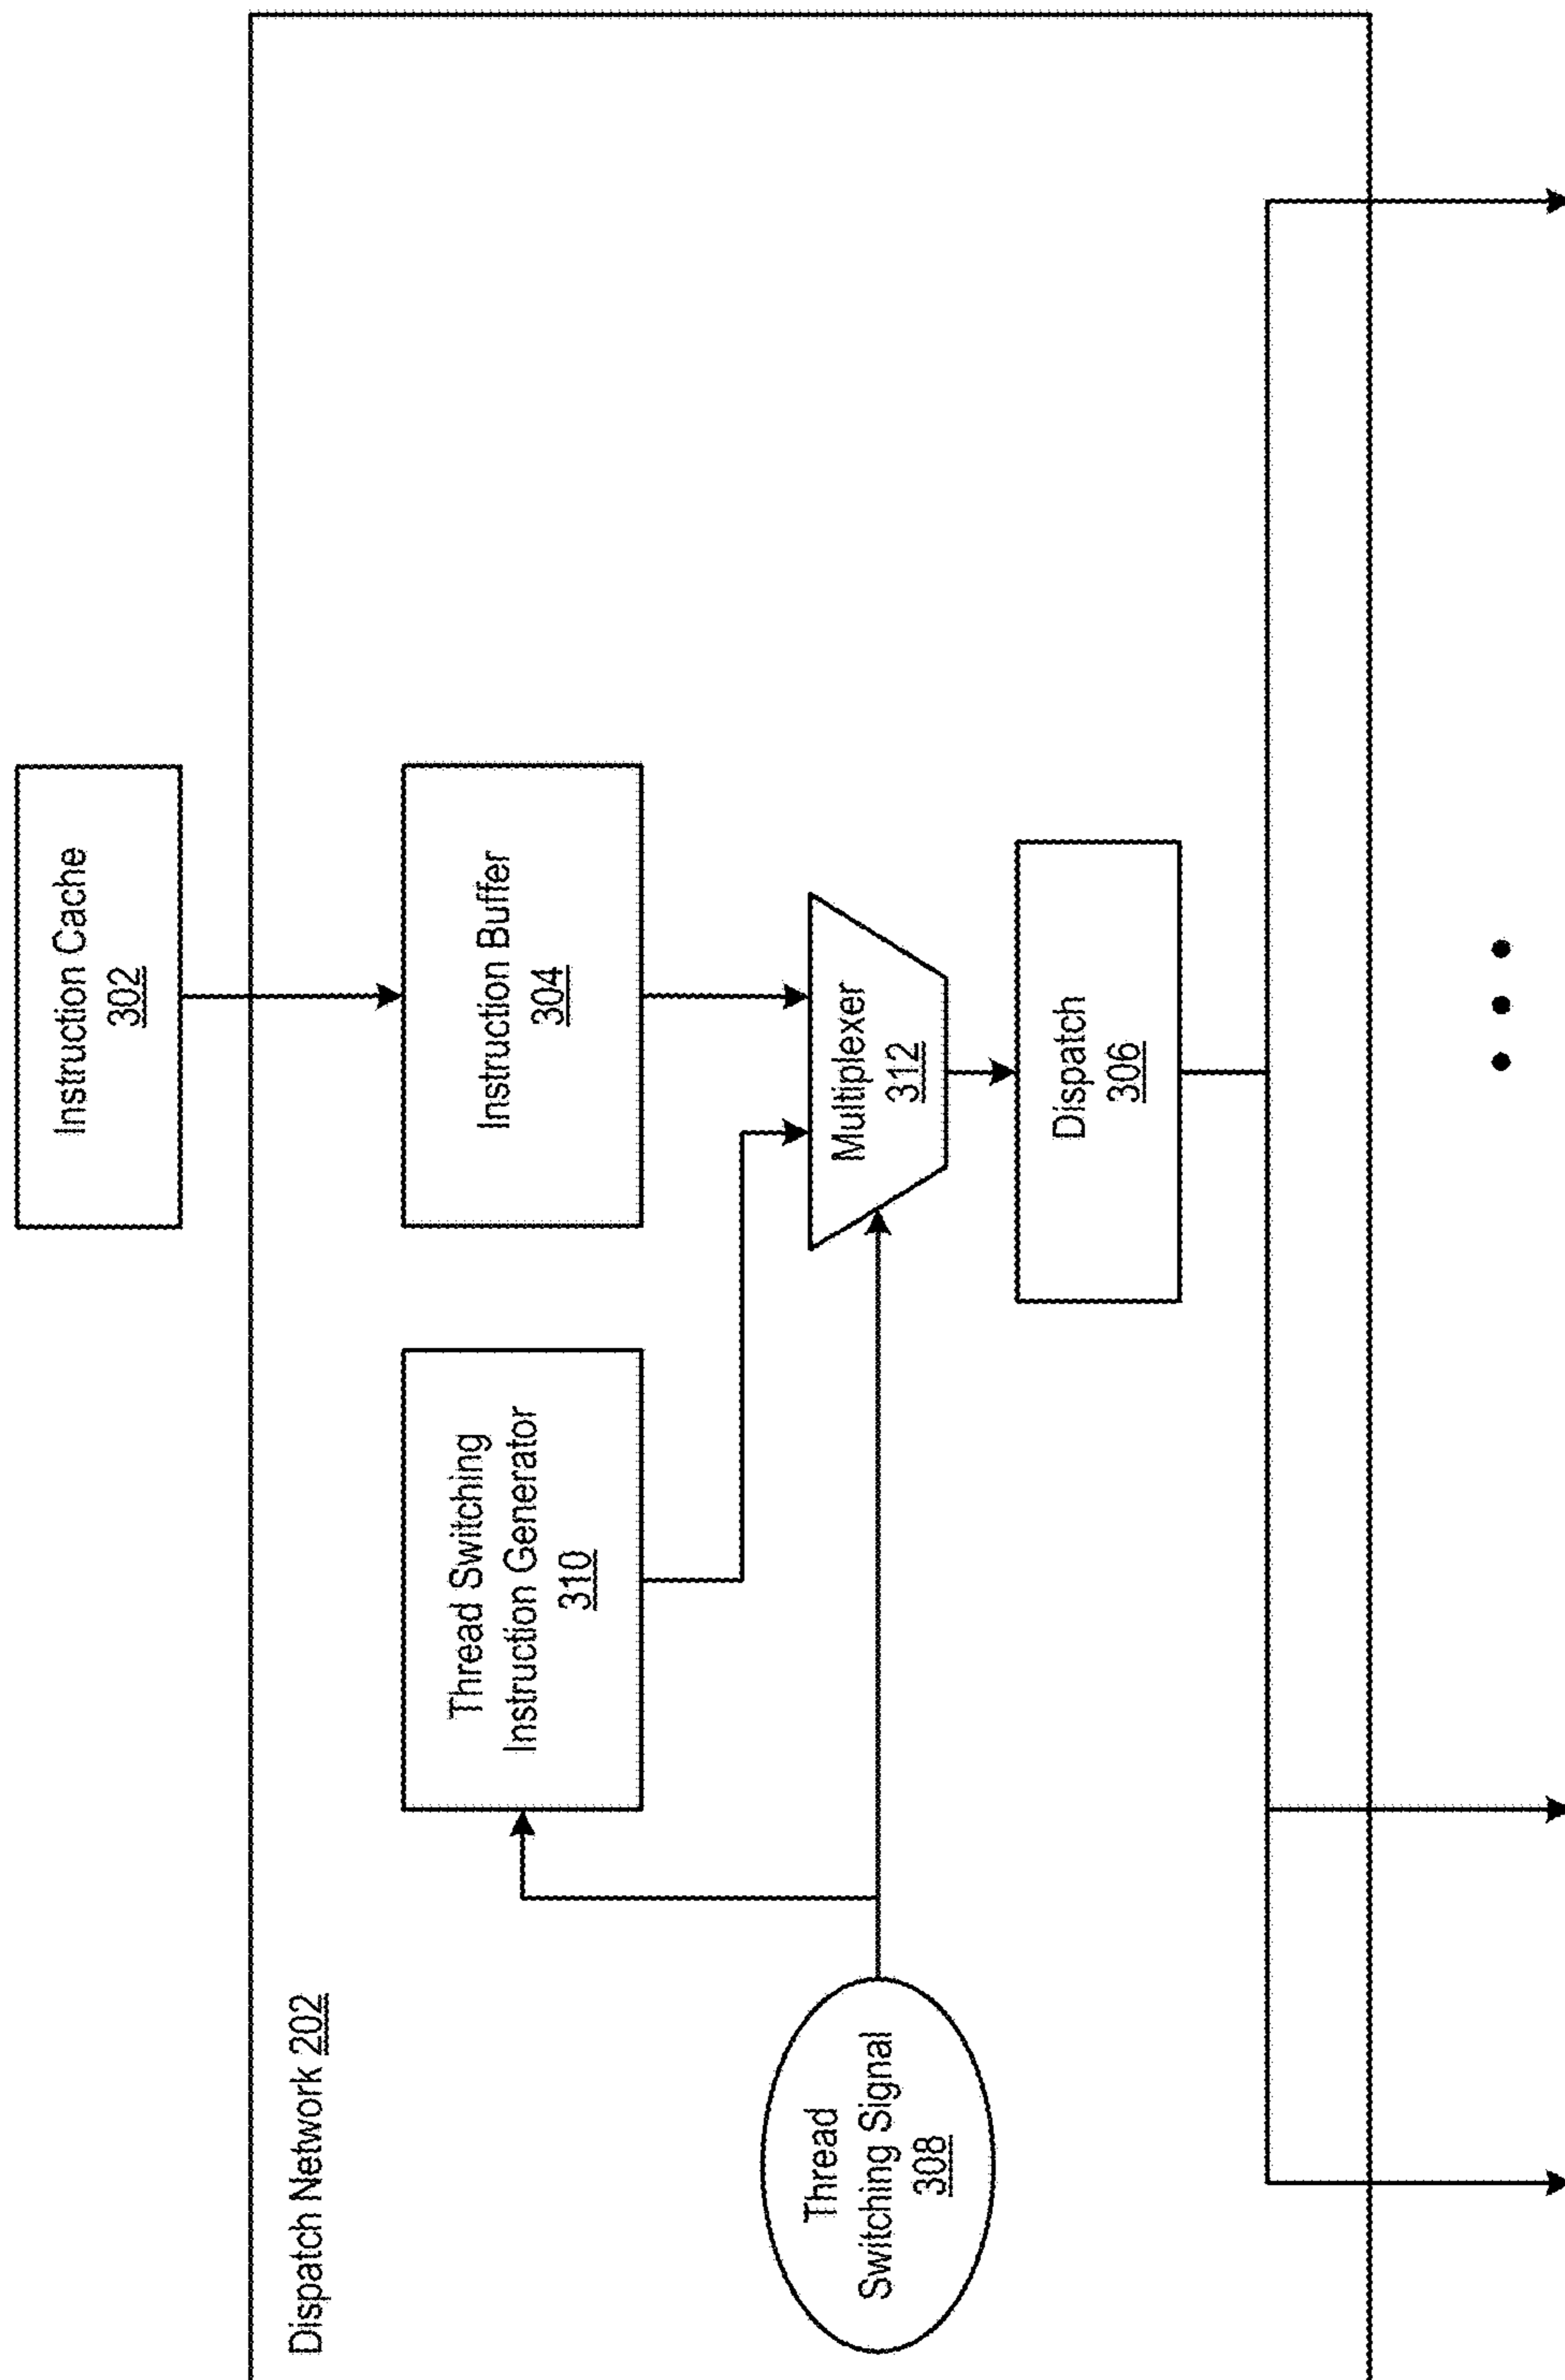 Instruction Cache
302
Dispatch Network 202
Thread Switching
Instruction Generator
310
Instruction Buffer
304
Thread
Switching Signal
308
Multiplexer
312
Dispatch
306